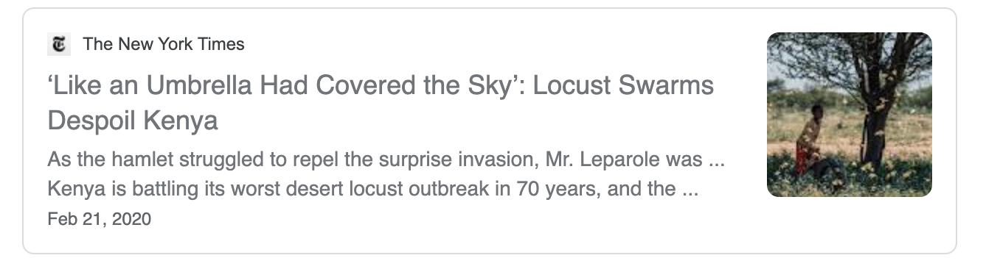 The New York Times
‘Like an Umbrella Had Covered the Sky’: Locust Swarms
Despoil Kenya
As the hamlet struggled to repel the surprise invasion, Mr. Leparole was ...
Kenya is battling its worst desert locust outbreak in 70 years, and the ...
Feb 21, 2020